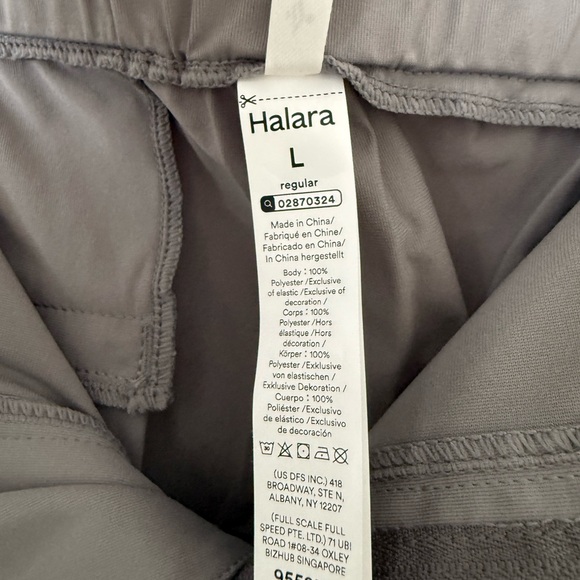 Halara
L
regular
02870324
Made in China/
Fabriqué en Chine/
Fabricado en China/
In China hergestellt
Body : 100%
Polyester /Exclusive
of elastic /Exclusive of
decoration /
Corps : 100%
Polyester /Hors
élastique /Hors
décoration /
Körper : 100%
Polyester /Exklusive
von elastischen /
Exklusive Dekoration /
Cuerpo : 100%
Poliéster /Exclusivo
de elástico /Exclusivo
de decoración
30
(US DFS INC.) 418
BROADWAY, STE N,
ALBANY, NY 12207
(FULL SCALE FULL
SPEED PTE. LTD.) 71 UBI
ROAD 1#08-34 OXLEY
BIZHUB SINGAPORE